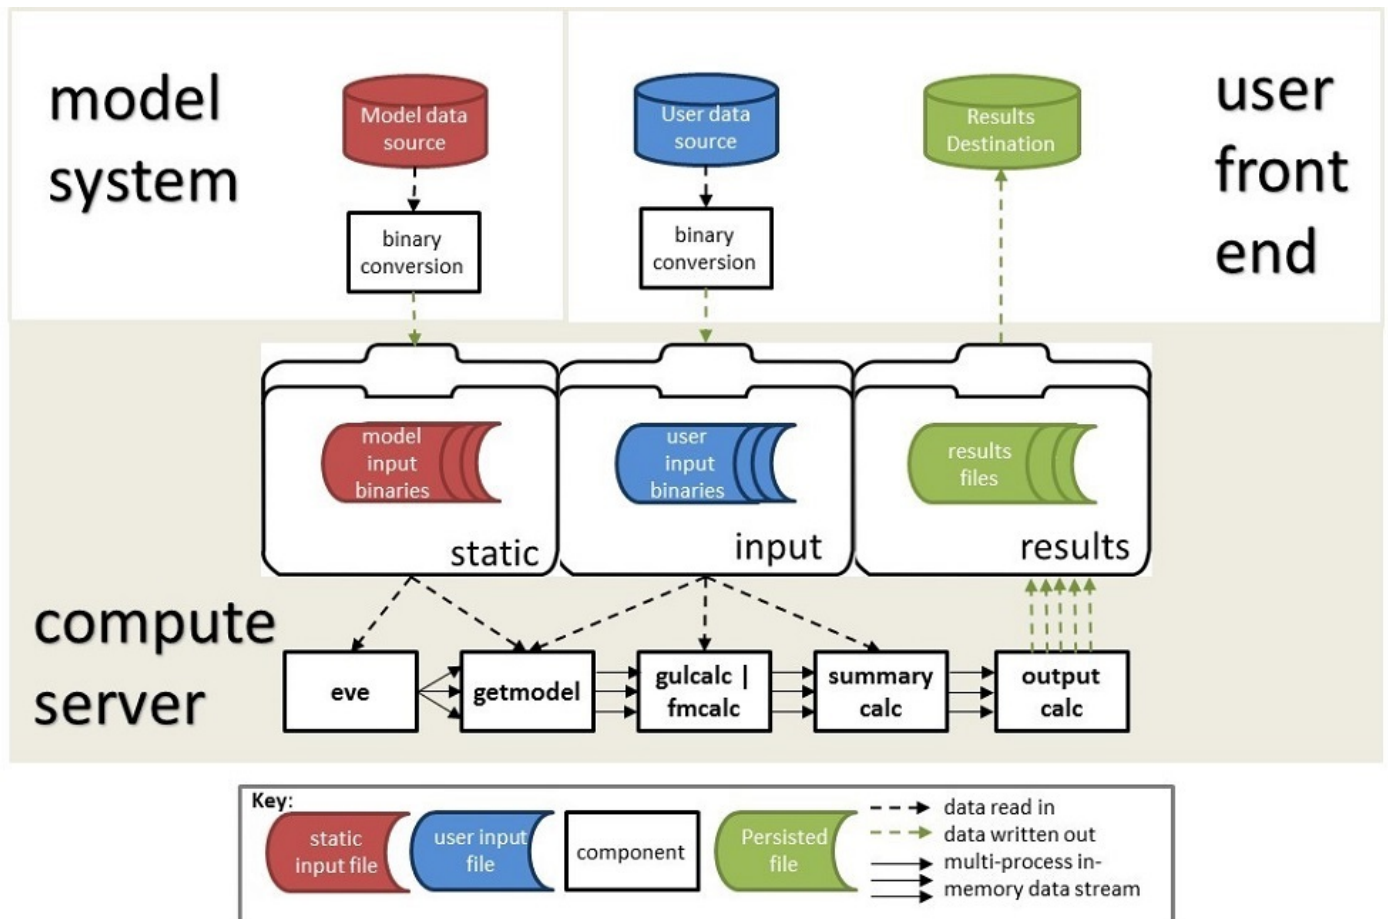 model
system
Model data
source
User data
source
Results
Destination
user
front
end
binary
conversion
binary
conversion
model
input
binaries
static
user
input
binaries
input
results
files
results
compute
server
eve
getmodel
gulcalc |
fmcalc
summary
calc
output
calc
Key:
static
input file
user input
file
component
Persisted
file
data read in
data written out
multi-process in-
memory data stream